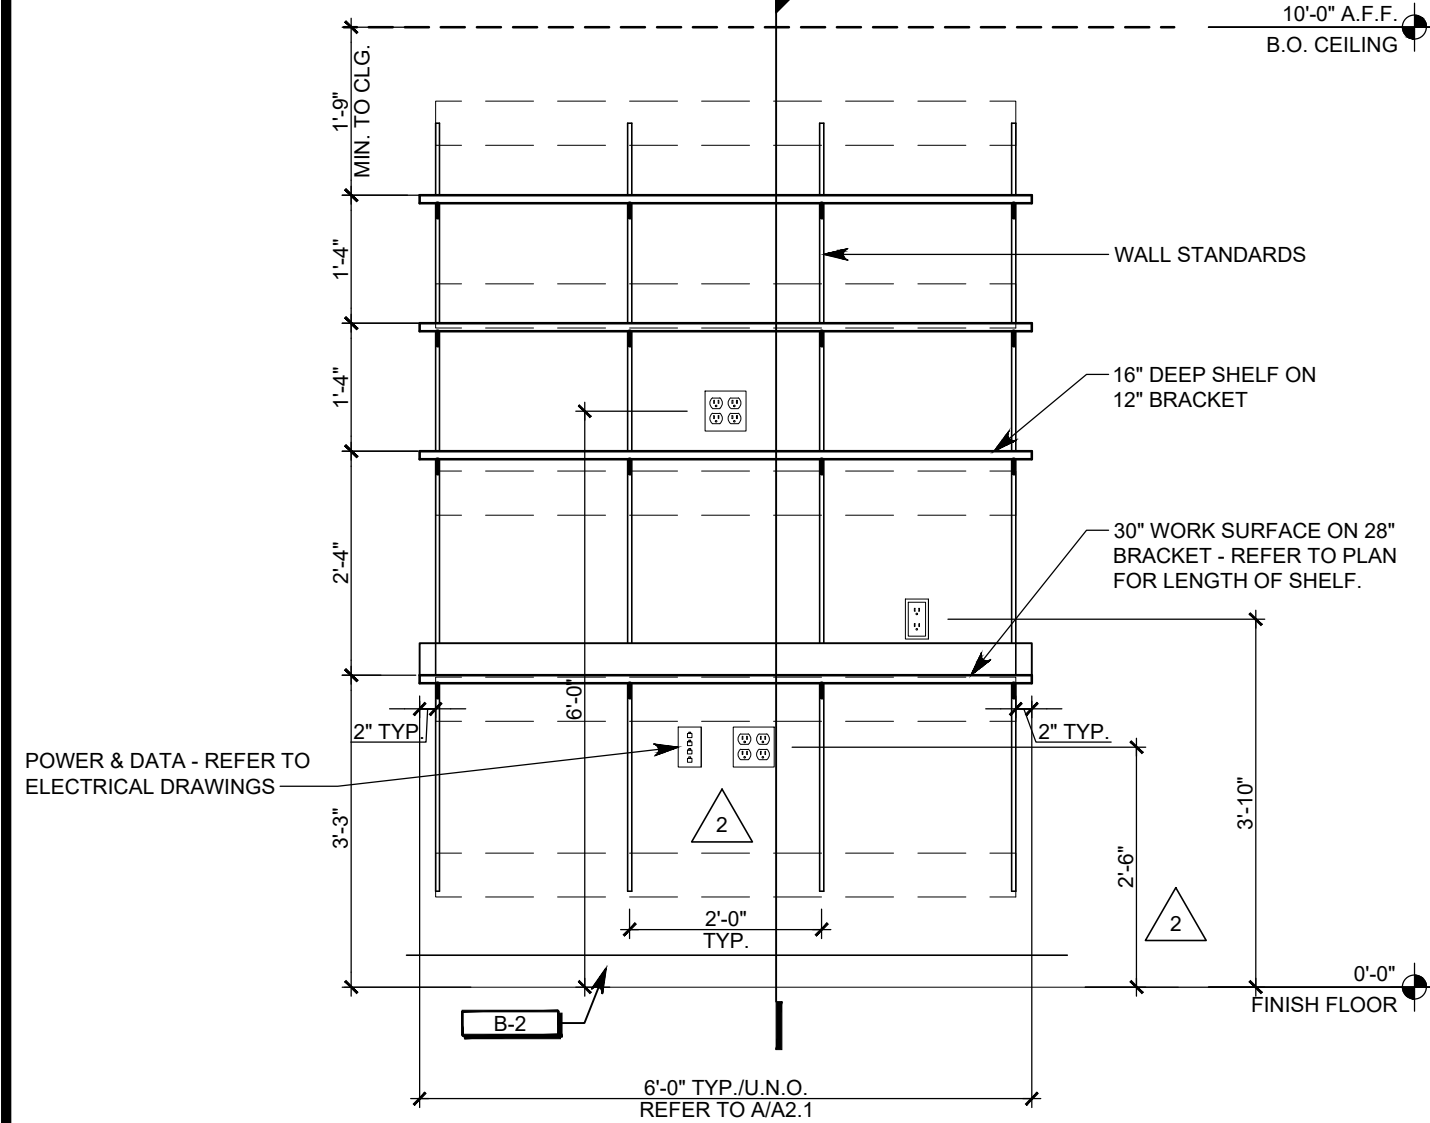 10'-0" A.F.F.
B.O. CEILING
1'-9"
MIN. TO CLG.
1'-4"
WALL STANDARDS
1'-4"
16" DEEP SHELF ON
12" BRACKET
2'-4"
30" WORK SURFACE ON 28"
BRACKET - REFER TO PLAN
FOR LENGTH OF SHELF.
6'-0"
2" TYP.
2" TYP.
POWER & DATA - REFER TO
ELECTRICAL DRAWINGS
3'-3"
2
3'-10"
2'-6"
2
2'-0"
TYP.
0'-0"
FINISH FLOOR
B-2
6'-0" TYP./U.N.O.
REFER TO A/A2.1